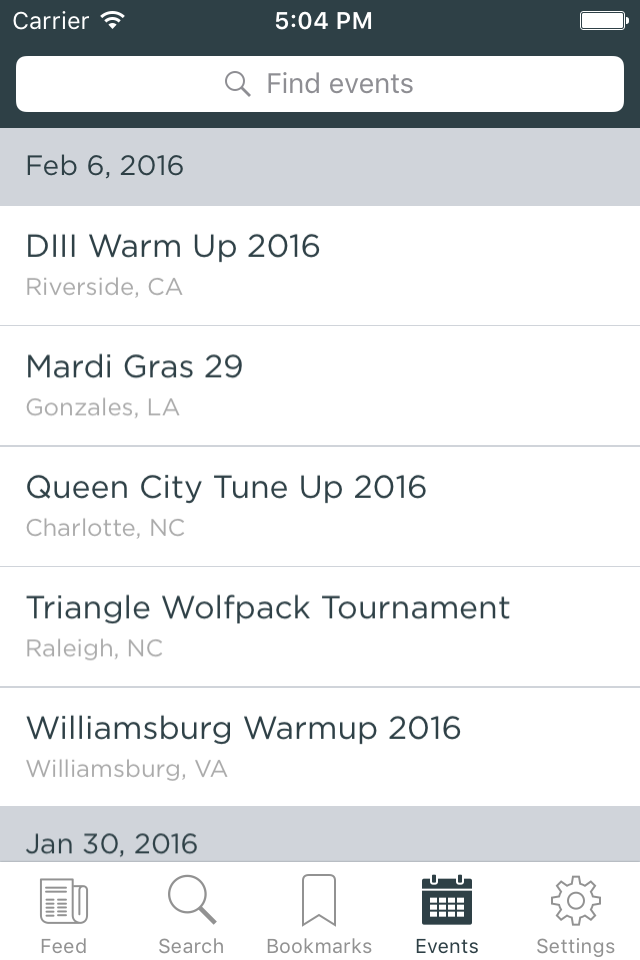 Carrier 5:04 PM
Find events
Feb 6, 2016
DIII Warm Up 2016
Riverside, CA
Mardi Gras 29
Gonzales, LA
Queen City Tune Up 2016
Charlotte, NC
Triangle Wolfpack Tournament
Raleigh, NC
Williamsburg Warmup 2016
Williamsburg, VA
Jan 30, 2016
Feed Search Bookmarks Events Settings